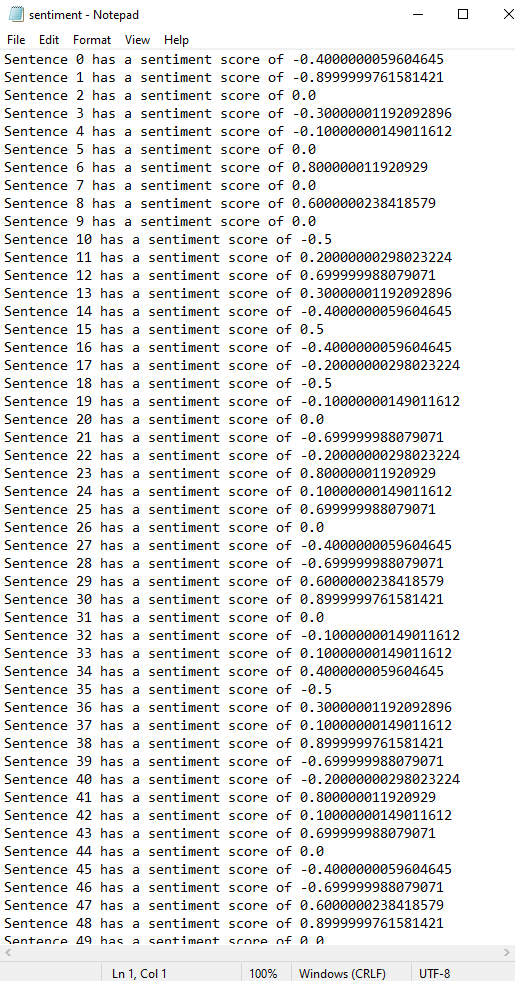 sentiment - Notepad
File Edit Format View Help
Sentence 0 has a sentiment score of -0.4000000059604645
Sentence 1 has a sentiment score of -0.8999999761581421
Sentence 2 has a sentiment score of 0.0
Sentence 3 has a sentiment score of -0.30000001192092896
Sentence 4 has a sentiment score of -0.10000000149011612
Sentence 5 has a sentiment score of 0.0
Sentence 6 has a sentiment score of 0.800000011920929
Sentence 7 has a sentiment score of 0.0
Sentence 8 has a sentiment score of 0.6000000238418579
Sentence 9 has a sentiment score of 0.0
Sentence 10 has a sentiment score of -0.5
Sentence 11 has a sentiment score of 0.20000000298023224
Sentence 12 has a sentiment score of 0.699999988079071
Sentence 13 has a sentiment score of 0.30000001192092896
Sentence 14 has a sentiment score of -0.4000000059604645
Sentence 15 has a sentiment score of 0.5
Sentence 16 has a sentiment score of -0.4000000059604645
Sentence 17 has a sentiment score of -0.20000000298023224
Sentence 18 has a sentiment score of -0.5
Sentence 19 has a sentiment score of -0.10000000149011612
Sentence 20 has a sentiment score of 0.0
Sentence 21 has a sentiment score of -0.699999988079071
Sentence 22 has a sentiment score of -0.20000000298023224
Sentence 23 has a sentiment score of 0.800000011920929
Sentence 24 has a sentiment score of 0.10000000149011612
Sentence 25 has a sentiment score of 0.699999988079071
Sentence 26 has a sentiment score of 0.0
Sentence 27 has a sentiment score of -0.4000000059604645
Sentence 28 has a sentiment score of -0.699999988079071
Sentence 29 has a sentiment score of 0.6000000238418579
Sentence 30 has a sentiment score of 0.8999999761581421
Sentence 31 has a sentiment score of 0.0
Sentence 32 has a sentiment score of -0.10000000149011612
Sentence 33 has a sentiment score of 0.10000000149011612
Sentence 34 has a sentiment score of 0.4000000059604645
Sentence 35 has a sentiment score of -0.5
Sentence 36 has a sentiment score of 0.30000001192092896
Sentence 37 has a sentiment score of 0.10000000149011612
Sentence 38 has a sentiment score of 0.8999999761581421
Sentence 39 has a sentiment score of -0.699999988079071
Sentence 40 has a sentiment score of -0.20000000298023224
Sentence 41 has a sentiment score of 0.800000011920929
Sentence 42 has a sentiment score of 0.10000000149011612
Sentence 43 has a sentiment score of 0.699999988079071
Sentence 44 has a sentiment score of 0.0
Sentence 45 has a sentiment score of -0.4000000059604645
Sentence 46 has a sentiment score of -0.699999988079071
Sentence 47 has a sentiment score of 0.6000000238418579
Sentence 48 has a sentiment score of 0.8999999761581421
Sentence 49 has a sentiment score of 0.0
Ln 1, Col 1 100% Windows (CRLF) UTF-8